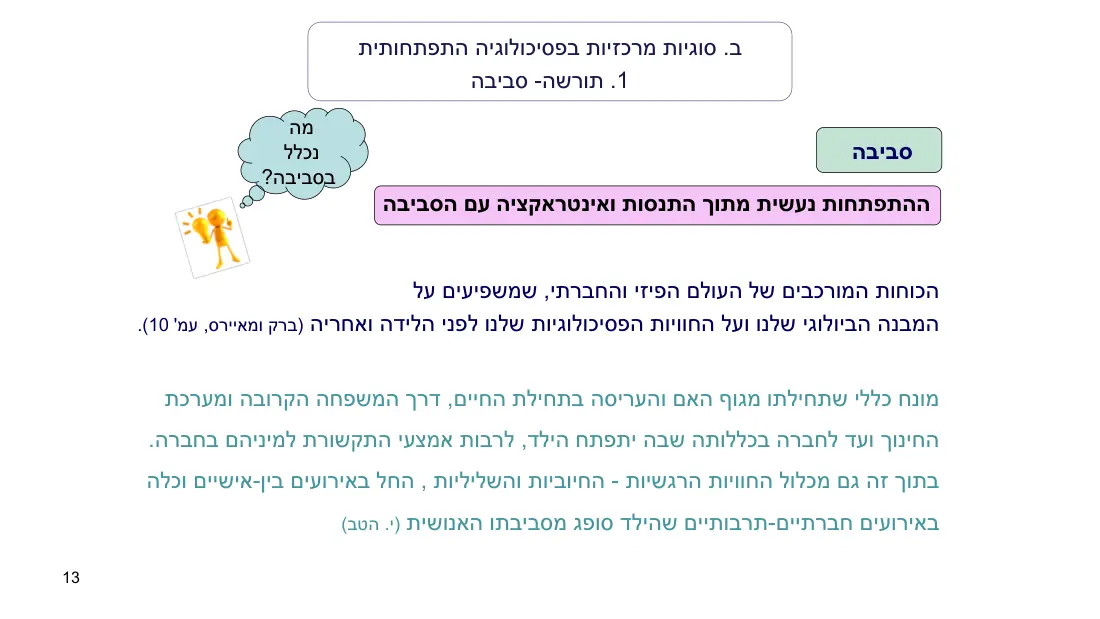 ב. סוגיות מרכזיות בפסיכולוגיה התפתחותית
1. תורשה- סביבה
מה
נכלל
בסביבה?
סביבה
ההתפתחות נעשית מתוך התנסות ואינטראקציה עם הסביבה
הכוחות המורכבים של העולם הפיזי והחברתי, שמשפיעים על
המבנה הביולוגי שלנו ועל החוויות הפסיכולוגיות שלנו לפני הלידה ואחריה (ברק ומאיירס, עמ' 10).
מונח כללי שתחילתו מגוף האם והעריסה בתחילת החיים, דרך המשפחה הקרובה ומערכת
החינוך ועד לחברה בכללותה שבה יתפתח הילד, לרבות אמצעי התקשורת למיניהם בחברה.
בתוך זה גם מכלול החוויות הרגשיות - החיוביות והשליליות , החל באירועים בין-אישיים וכלה
באירועים חברתיים-תרבותיים שהילד סופג מסביבתו האנושית (י. הטב)
13